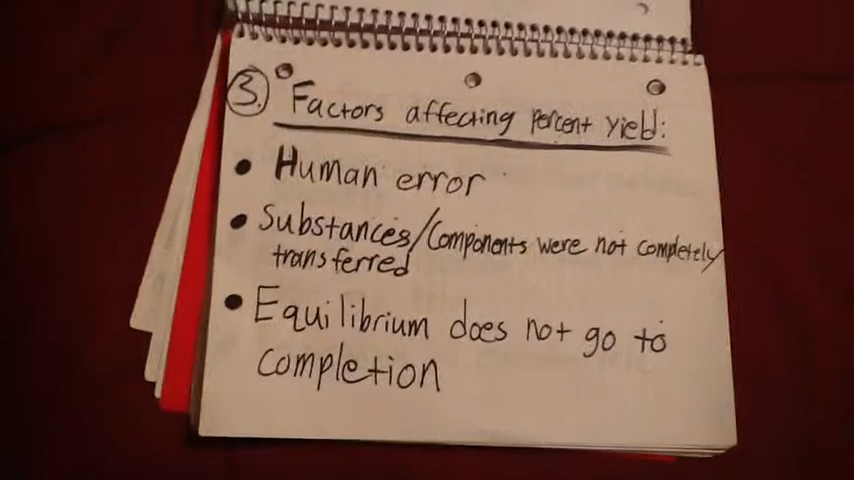 3. Factors affecting percent yield:
• Human error
• Substances/Components were not completely
transferred
• Equilibrium does not go to
completion